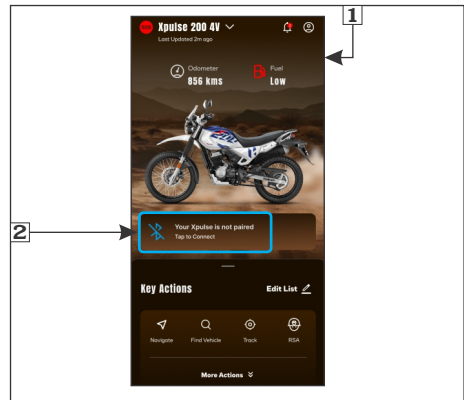 1
Xpulse 200 4V
Last Updated 2m ago
Odometer
856 kms
Fuel
Low
2
Your Xpulse is not paired
Tap to Connect
Key Actions
Edit List
Navigate
Find Vehicle
Track
RSA
More Actions